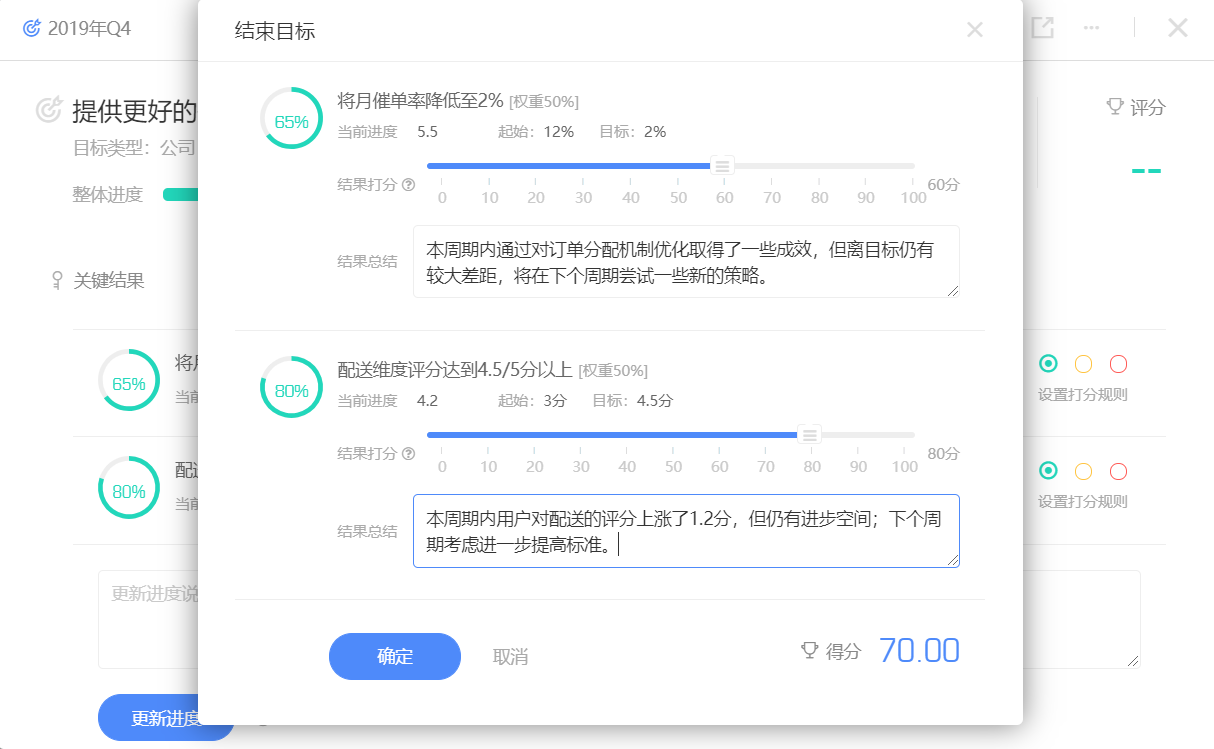 2019年Q4
结束目标
提供更好的
目标类型：公司
评分
整体进度
--
关键结果
65%
将月催单率降低至2% [权重50%]
当前进度 5.5 起始：12% 目标：2%
结果打分 ? 0 10 20 30 40 50 60 70 80 90 100 60分
结果总结
本周期内通过对订单分配机制优化取得了一些成效，但离目标仍有
较大差距，将在下个周期尝试一些新的策略。
80%
配送维度评分达到4.5/5分以上 [权重50%]
当前进度 4.2 起始：3分 目标：4.5分
结果打分 ? 0 10 20 30 40 50 60 70 80 90 100 80分
结果总结
本周期内用户对配送的评分上涨了1.2分，但仍有进步空间；下个周
期考虑进一步提高标准。
确定 取消 得分 70.00
65%
将月
当前
设置打分规则
80%
配送
当前
设置打分规则
更新进度说
更新进度